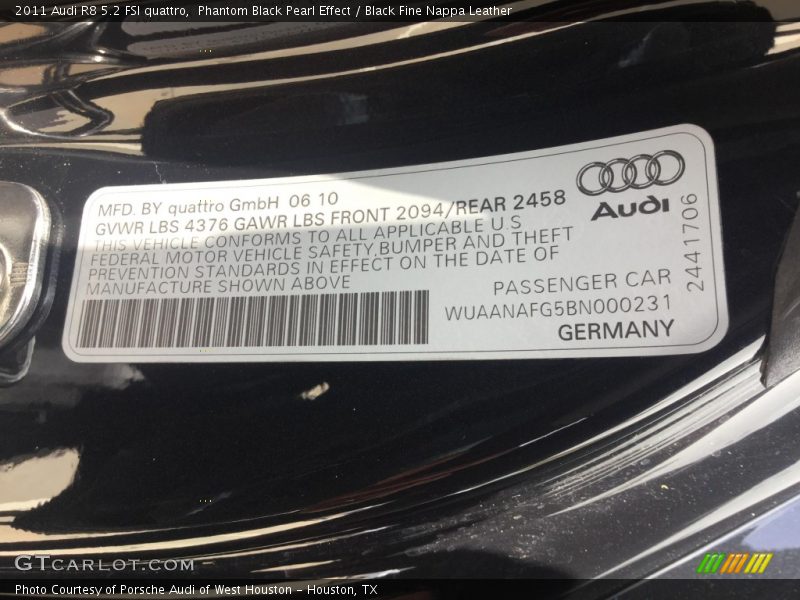 2011 Audi R8 5.2 FSI quattro,  Phantom Black Pearl Effect / Black Fine Nappa Leather
MFD. BY quattro GmbH 06 10
GVWR LBS 4376 GAWR LBS FRONT 2094/REAR 2458
THIS VEHICLE CONFORMS TO ALL APPLICABLE U.S
FEDERAL MOTOR VEHICLE SAFETY,BUMPER AND THEFT
PREVENTION STANDARDS IN EFFECT ON THE DATE OF
MANUFACTURE SHOWN ABOVE
Audi
2441706
PASSENGER CAR
WUAANAFG5BN000231
GERMANY
GTCARLOT.COM
Photo Courtesy of Porsche Audi of West Houston - Houston, TX